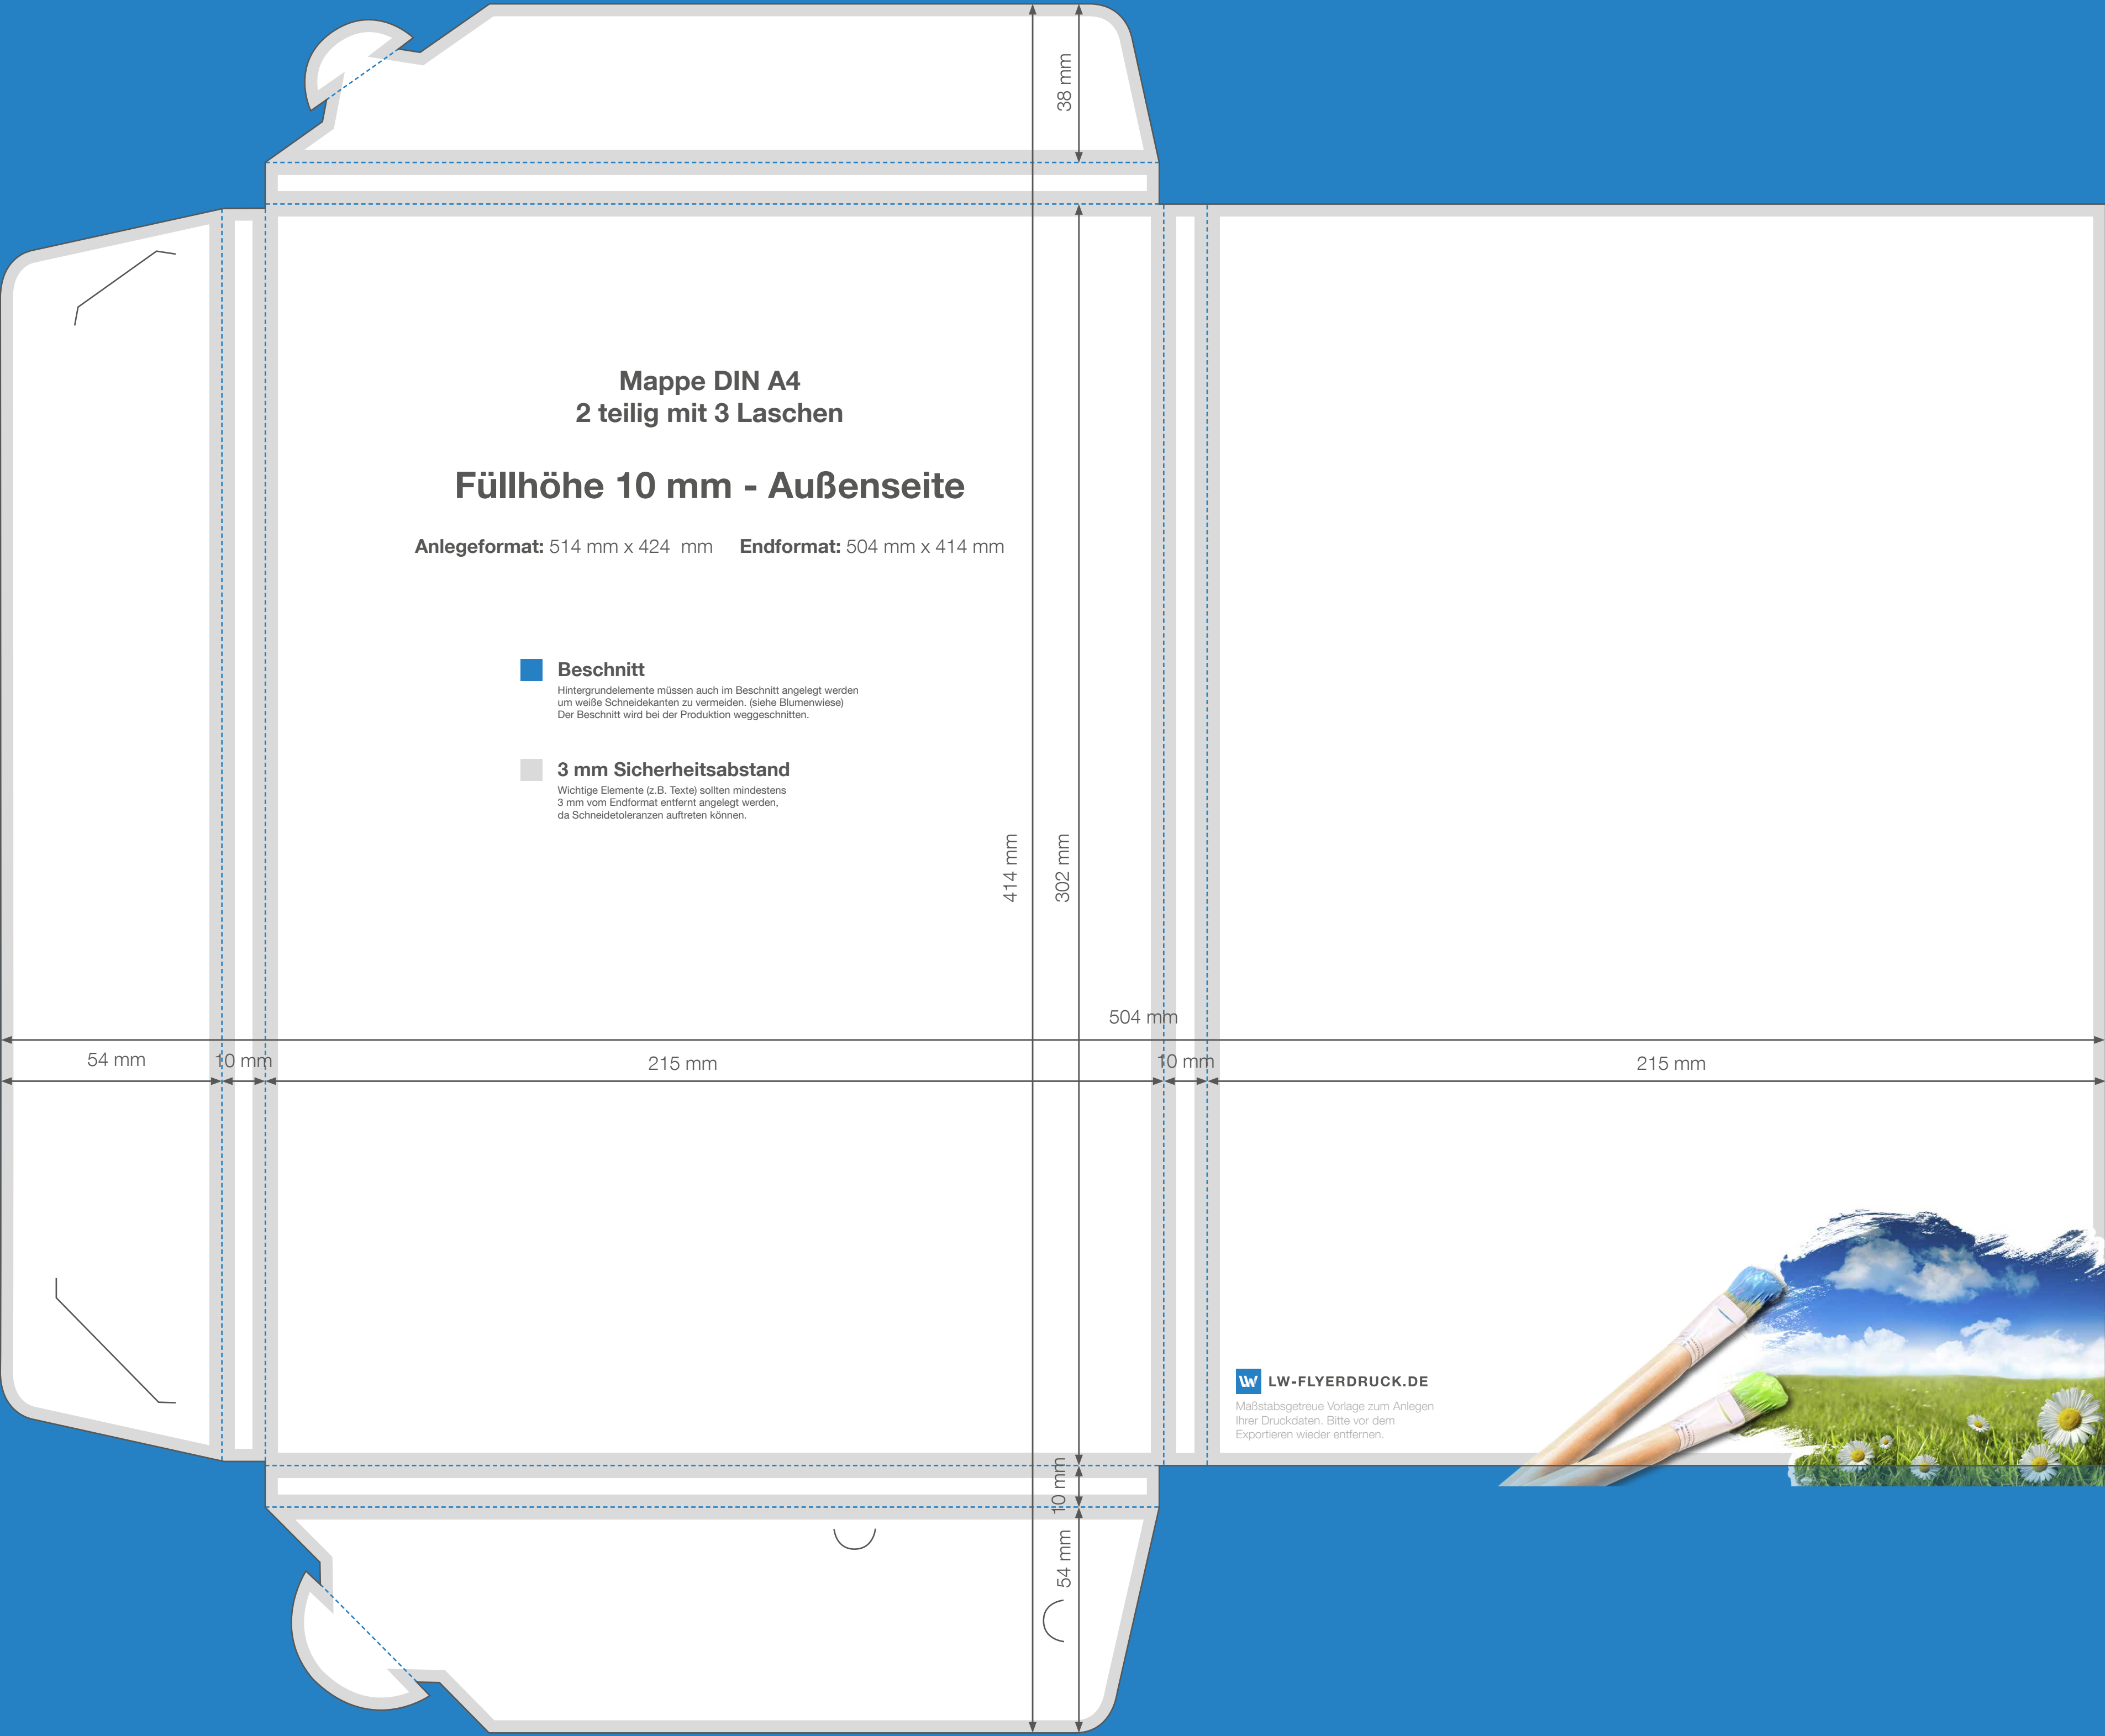 38 mm
Mappe DIN A4
2 teilig mit 3 Laschen
Füllhöhe 10 mm - Außenseite
Anlegeformat: 514 mm x 424  mm Endformat: 504 mm x 414 mm
Beschnitt
Hintergrundelemente müssen auch im Beschnitt angelegt werden
um weiße Schneidekanten zu vermeiden. (siehe Blumenwiese)
Der Beschnitt wird bei der Produktion weggeschnitten.
3 mm Sicherheitsabstand
Wichtige Elemente (z.B. Texte) sollten mindestens
3 mm vom Endformat entfernt angelegt werden,
da Schneidetoleranzen auftreten können.
414 mm
302 mm
504 mm
54 mm
10 mm
215 mm
10 mm
215 mm
LW LW-FLYERDRUCK.DE
Maßstabsgetreue Vorlage zum Anlegen
Ihrer Druckdaten. Bitte vor dem
Exportieren wieder entfernen.
10 mm
54 mm